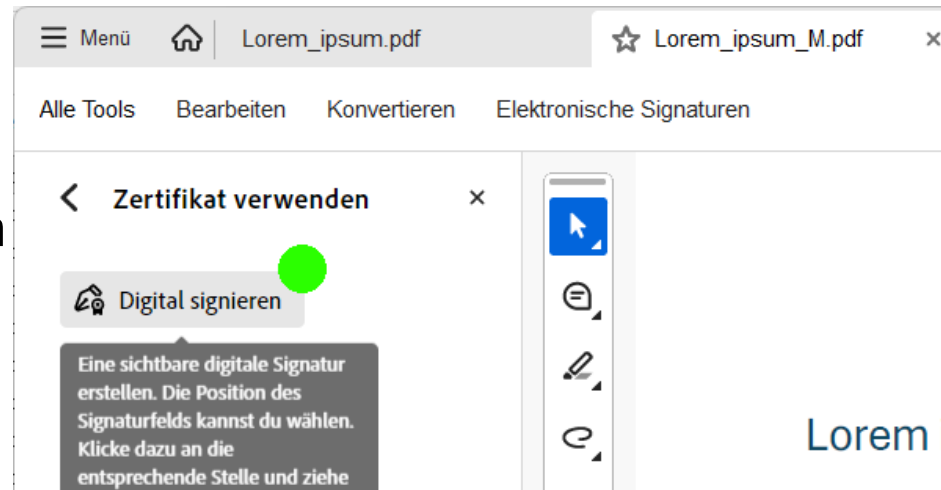 Menü Lorem_ipsum.pdf Lorem_ipsum_M.pdf
Alle Tools Bearbeiten Konvertieren Elektronische Signaturen
Zertifikat verwenden
Digital signieren
Eine sichtbare digitale Signatur
erstellen. Die Position des
Signaturfelds kannst du wählen.
Klicke dazu an die
entsprechende Stelle und ziehe
Lorem